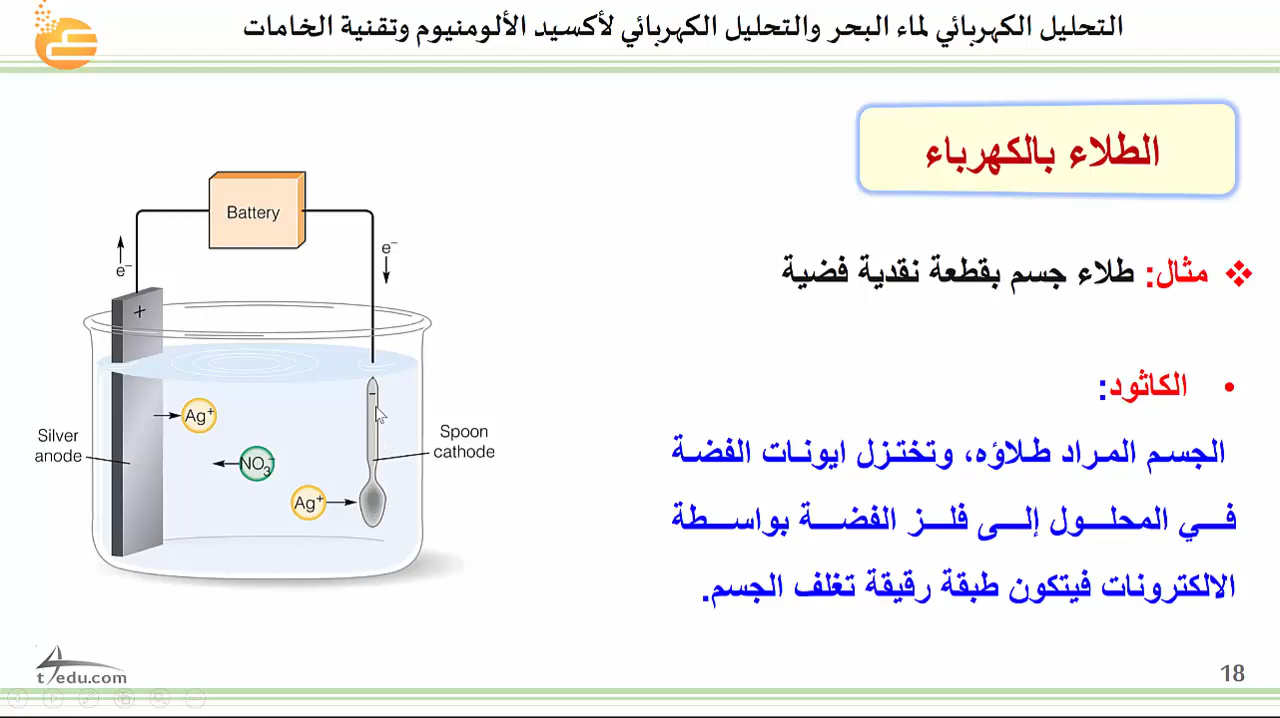 التحليل الكهربائي لماء البحر والتحليل الكهربائي لأكسيد الألومنيوم وتقنية الخامات
الطلاء بالكهرباء
❖ مثال: طلاء جسم بقطعة نقدية فضية
• الكاثود:
الجسم المراد طلاؤه، وتختزل ايونات الفضة
في المحلول إلى فلز الفضة بواسطة
الالكترونات فيتكون طبقة رقيقة تغلف الجسم.
Battery
e⁻
e⁻
+
−
Ag⁺
Silver
anode
NO₃⁻
Spoon
cathode
Ag⁺
t4edu.com
18